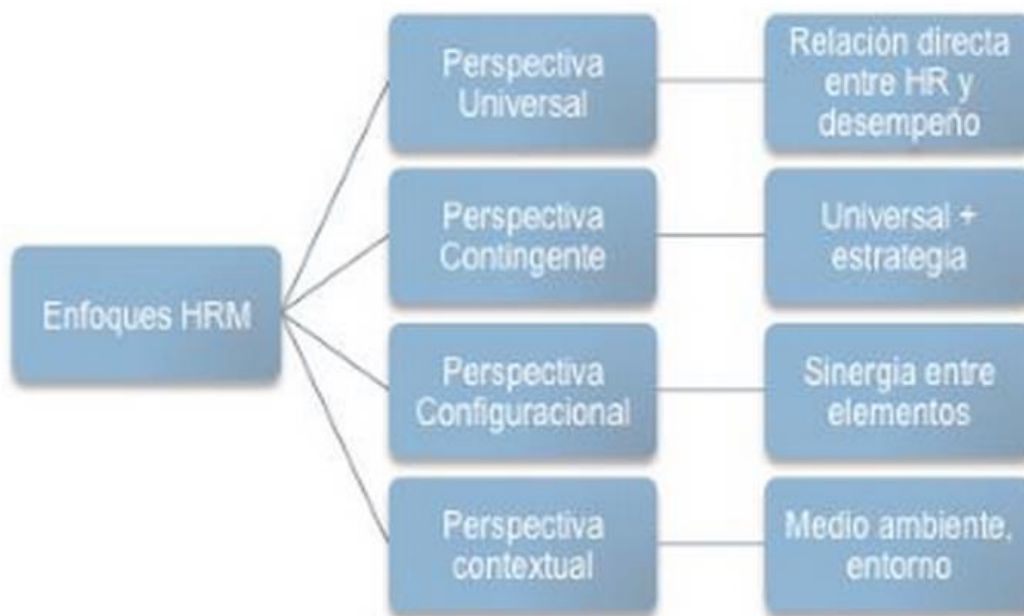 Enfoques HRM
Perspectiva
Universal
Relación directa
entre HR y
desempeño
Perspectiva
Contingente
Universal +
estrategia
Perspectiva
Configuracional
Sinergia entre
elementos
Perspectiva
contextual
Medio ambiente,
entorno